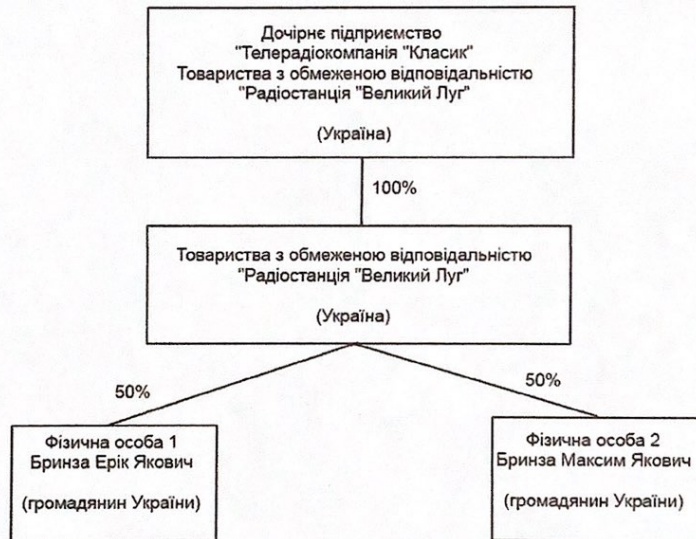 Дочірнє підприємство
"Телерадіокомпанія "Класик"
Товариства з обмеженою відповідальністю
"Радіостанція "Великий Луг"
(Україна)
100%
Товариства з обмеженою відповідальністю
"Радіостанція "Великий Луг"
(Україна)
50%
50%
Фізична особа 1
Бринза Ерік Якович
(громадянин України)
Фізична особа 2
Бринза Максим Якович
(громадянин України)